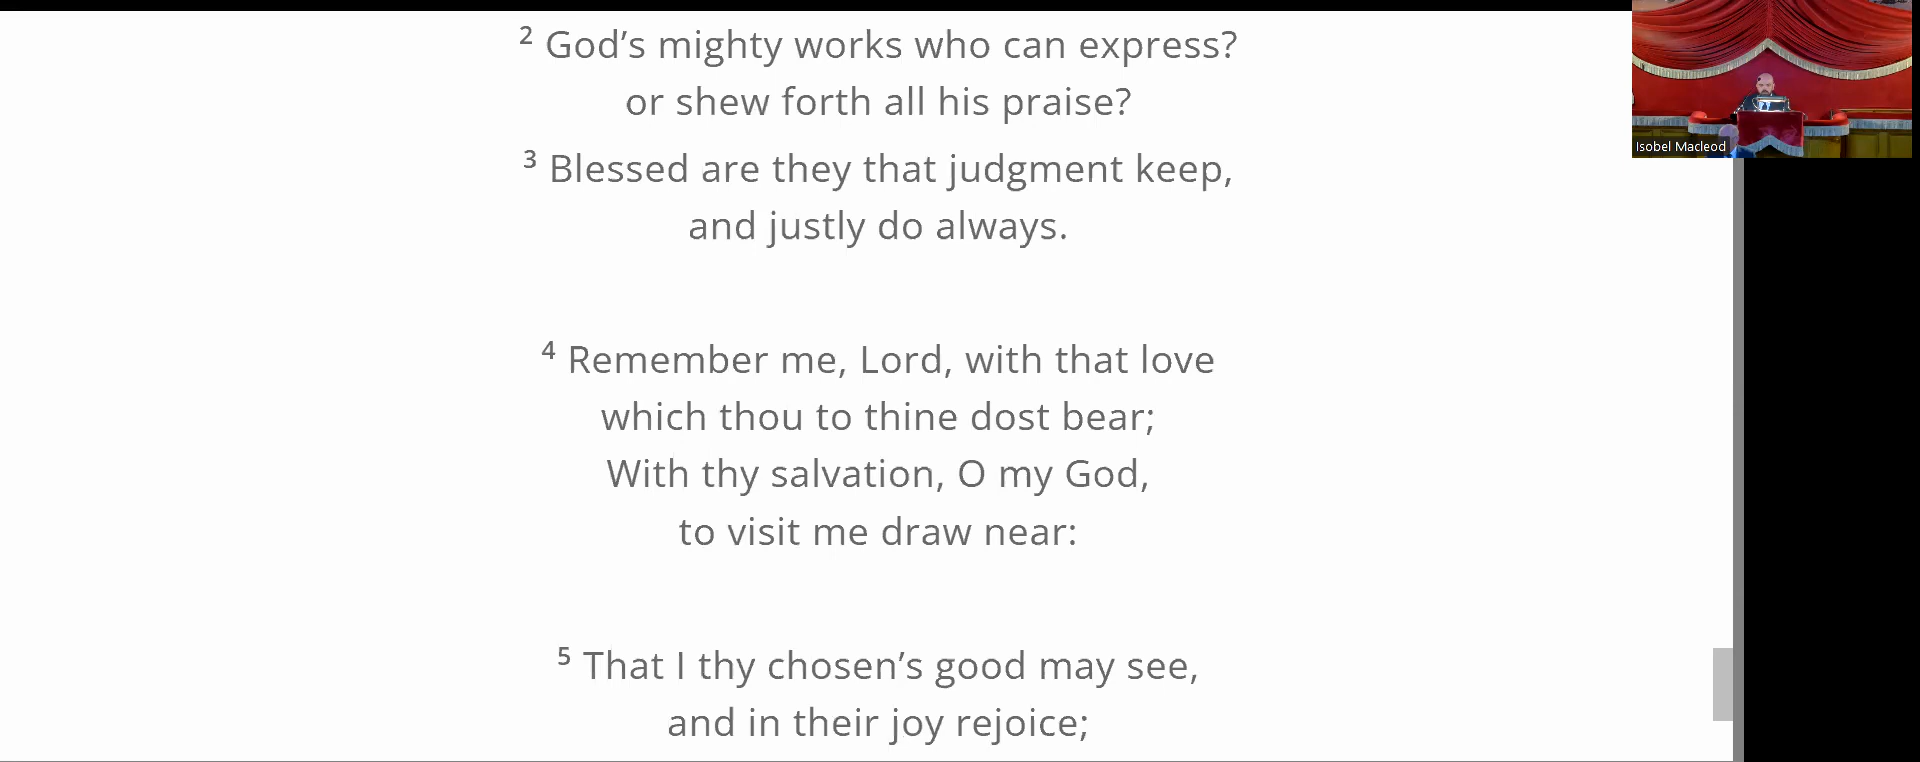 2 God’s mighty works who can express?
or shew forth all his praise?
3 Blessed are they that judgment keep,
and justly do always.
4 Remember me, Lord, with that love
which thou to thine dost bear;
With thy salvation, O my God,
to visit me draw near:
5 That I thy chosen’s good may see,
and in their joy rejoice;
Isobel Macleod